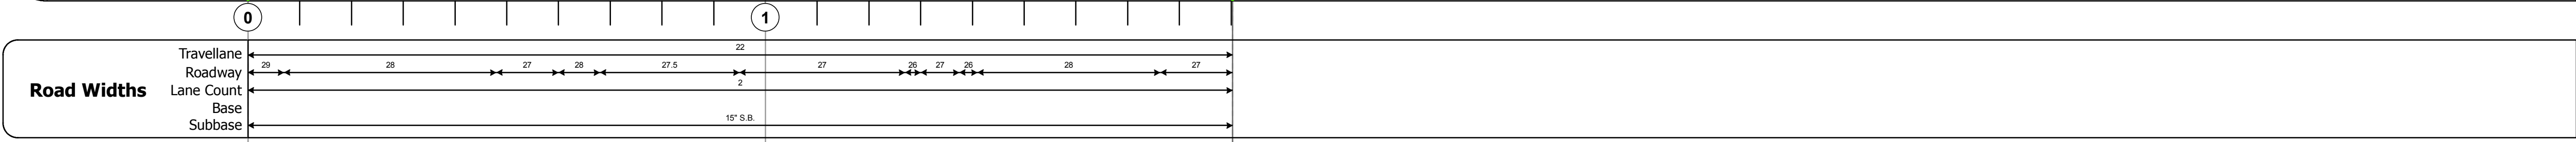 0 1
Road Widths
Travellane 22
Roadway 29 28 27 28 27.5 27 26 27 26 28 27
Lane Count 2
Base
Subbase 15" S.B.